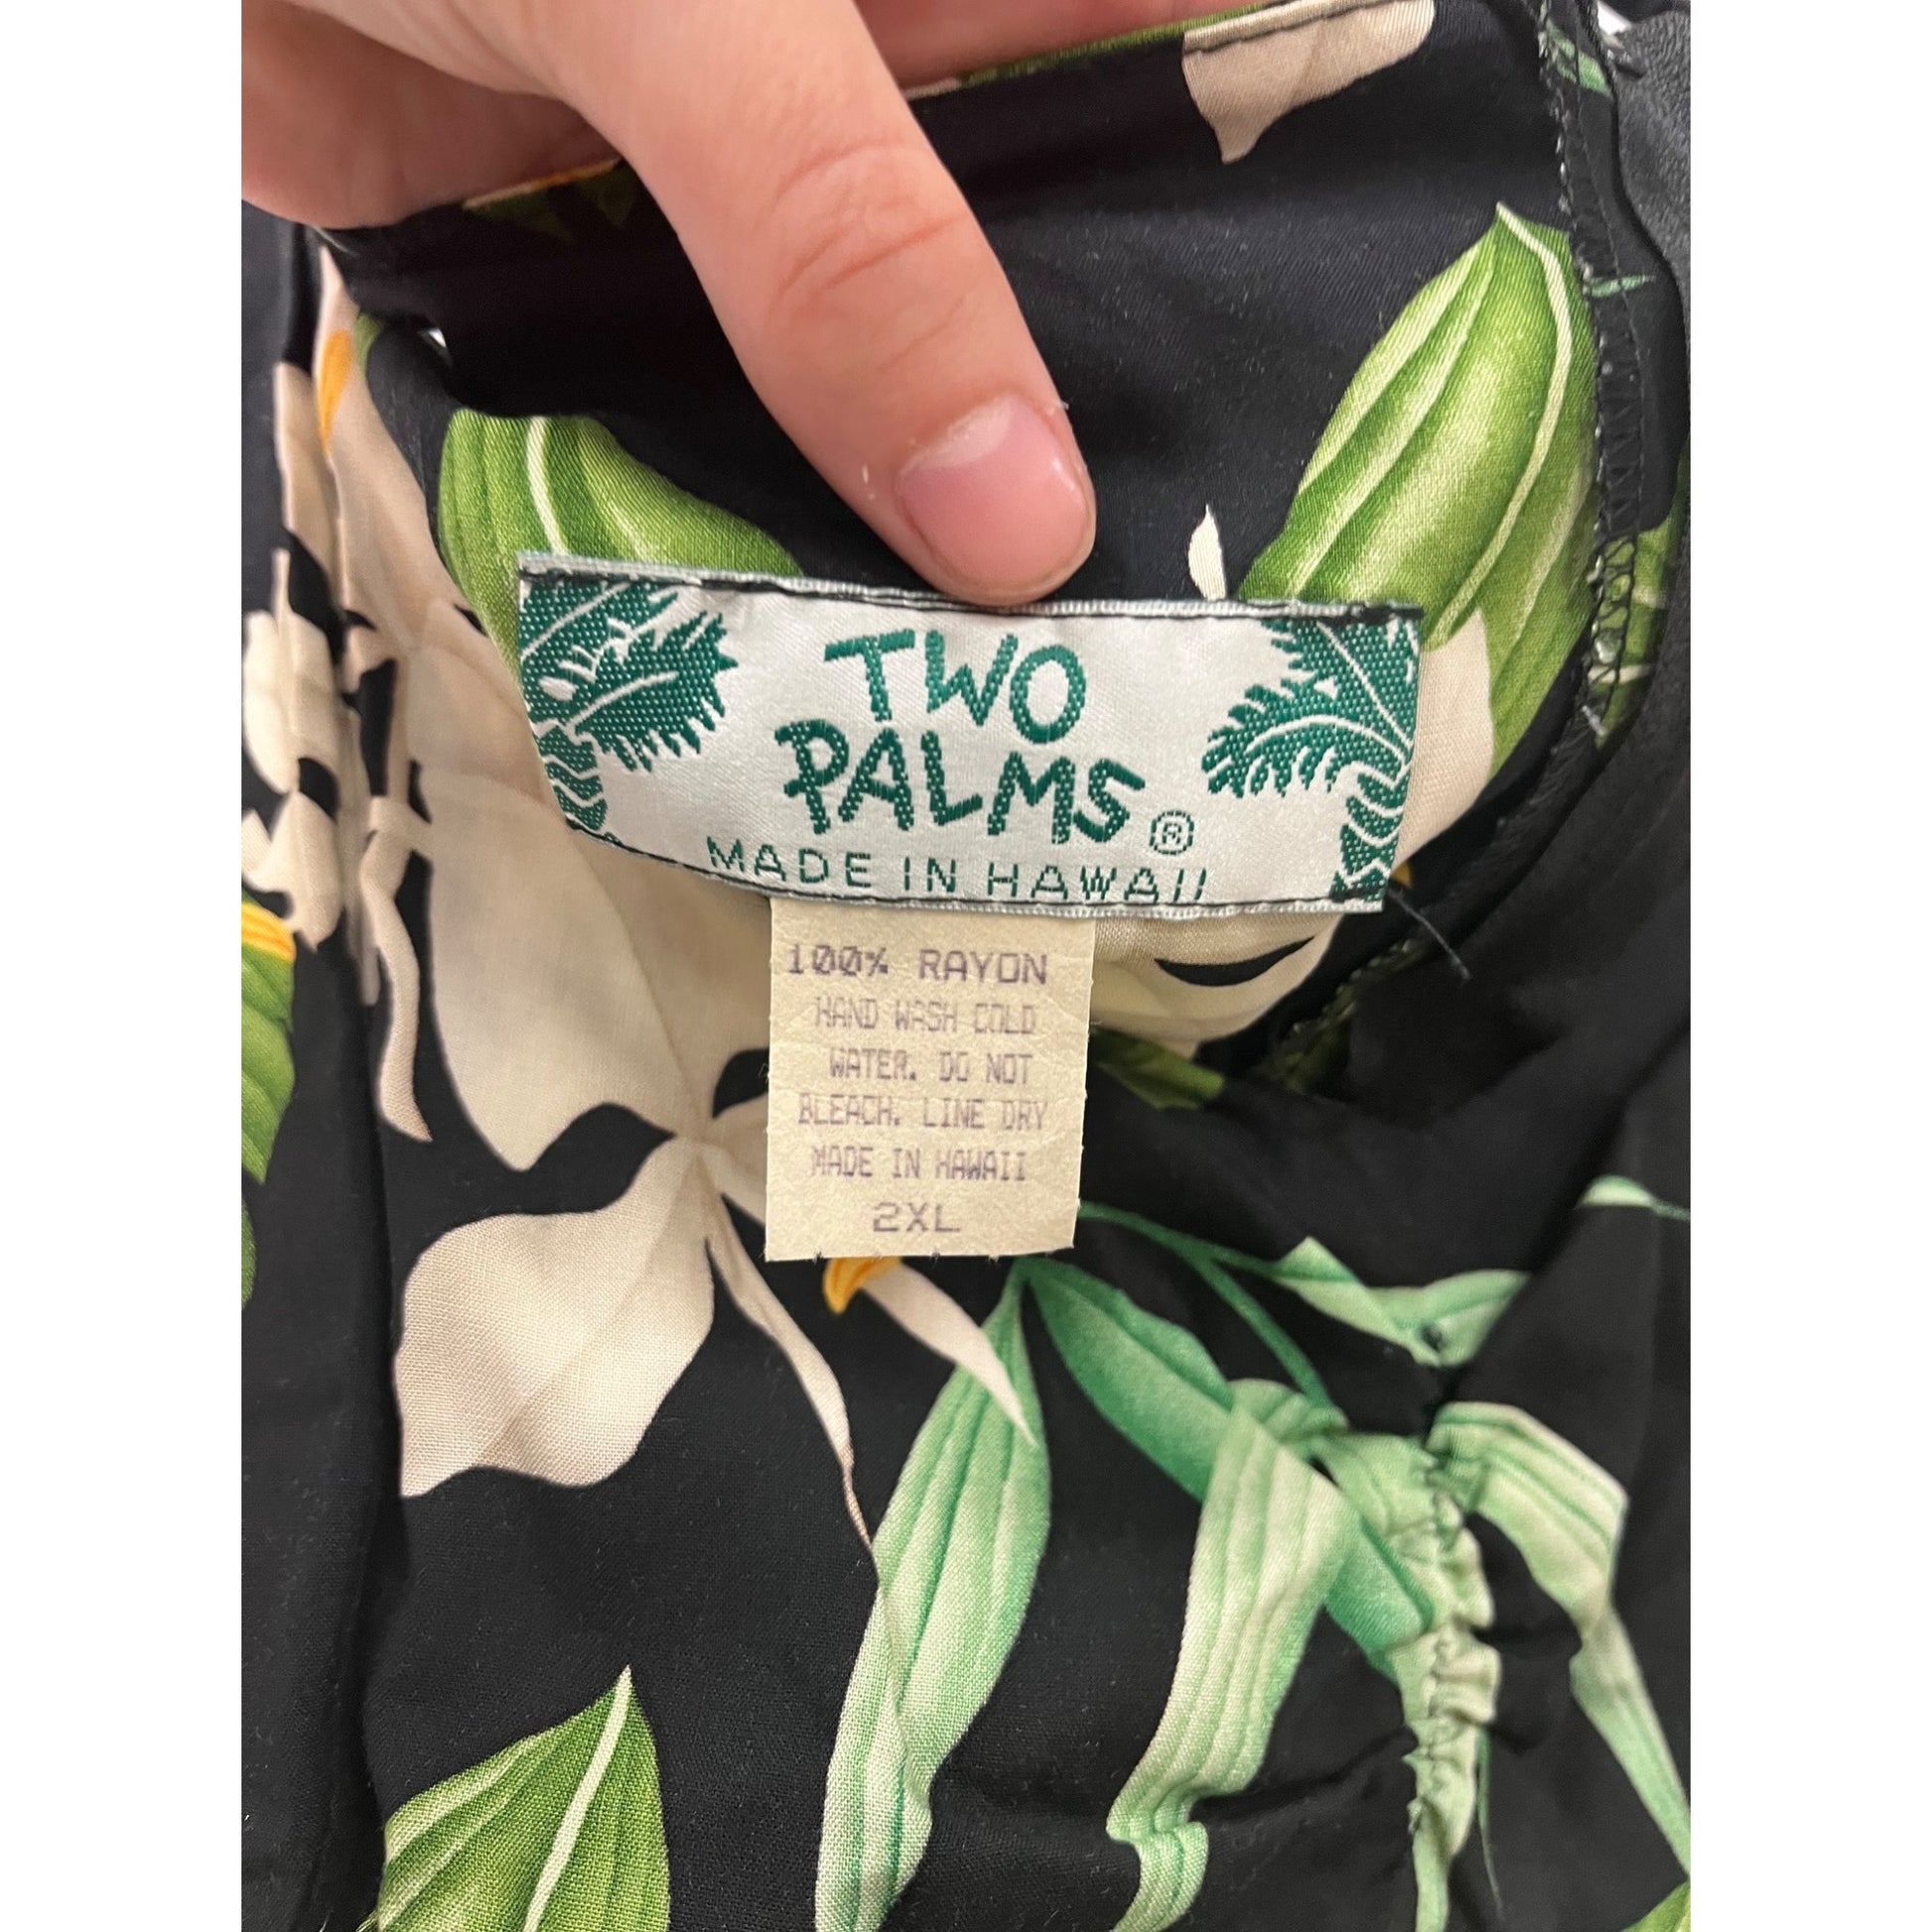 TWO
PALMS®
MADE IN HAWAII
100% RAYON
HAND WASH COLD
WATER. DO NOT
BLEACH. LINE DRY
MADE IN HAWAII
2XL